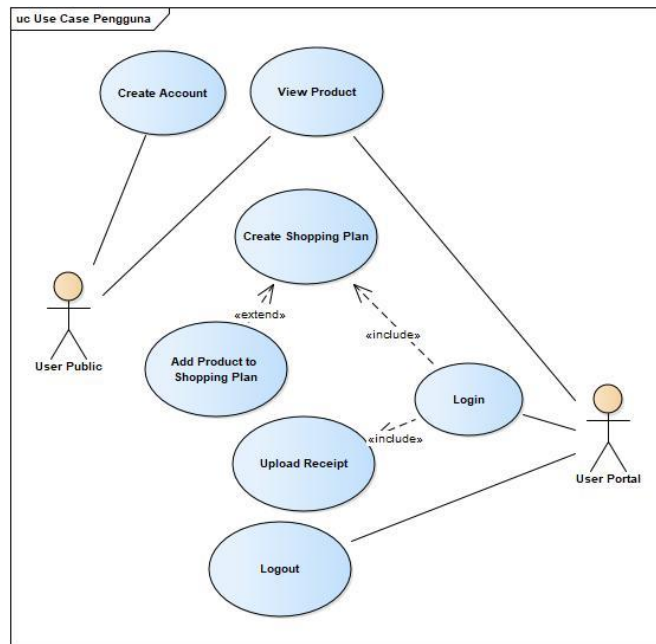 uc Use Case Pengguna
Create Account
View Product
Create Shopping Plan
«extend»
«include»
User Public
Add Product to
Shopping Plan
Login
«include»
Upload Receipt
User Portal
Logout